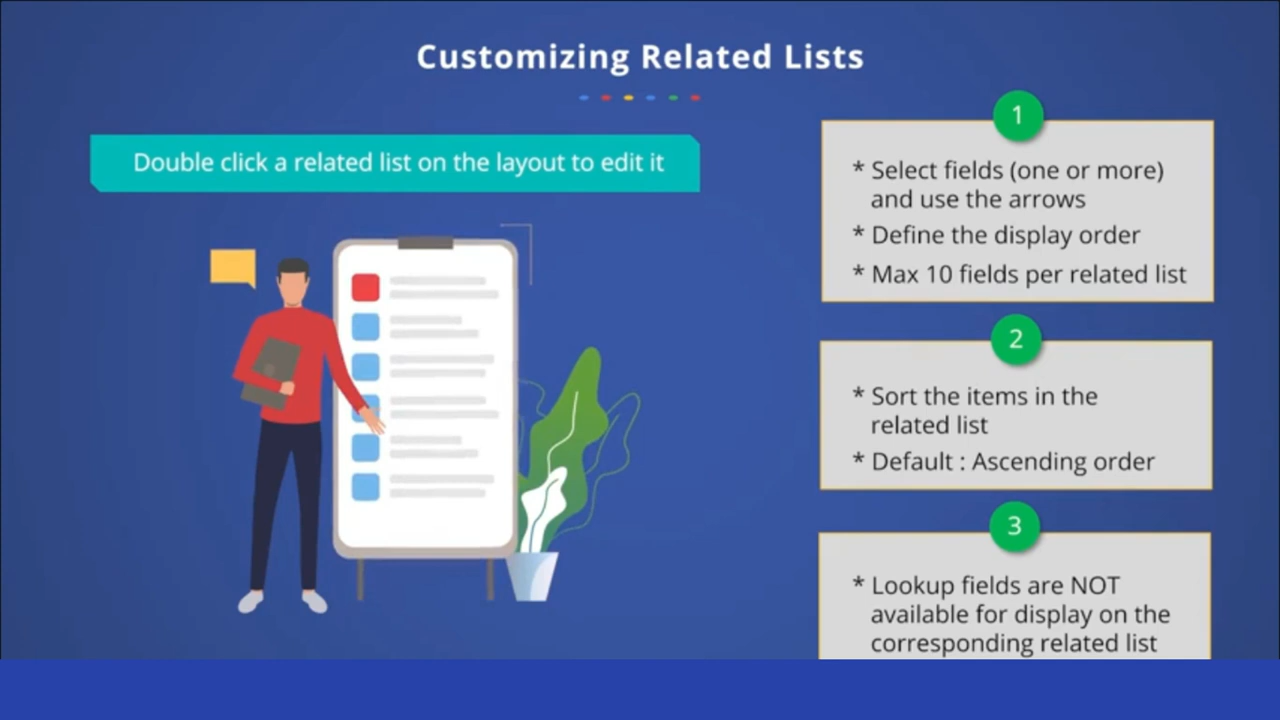 Customizing Related Lists
Double click a related list on the layout to edit it
1
* Select fields (one or more)
and use the arrows
* Define the display order
* Max 10 fields per related list
2
* Sort the items in the
related list
* Default : Ascending order
3
* Lookup fields are NOT
available for display on the
corresponding related list